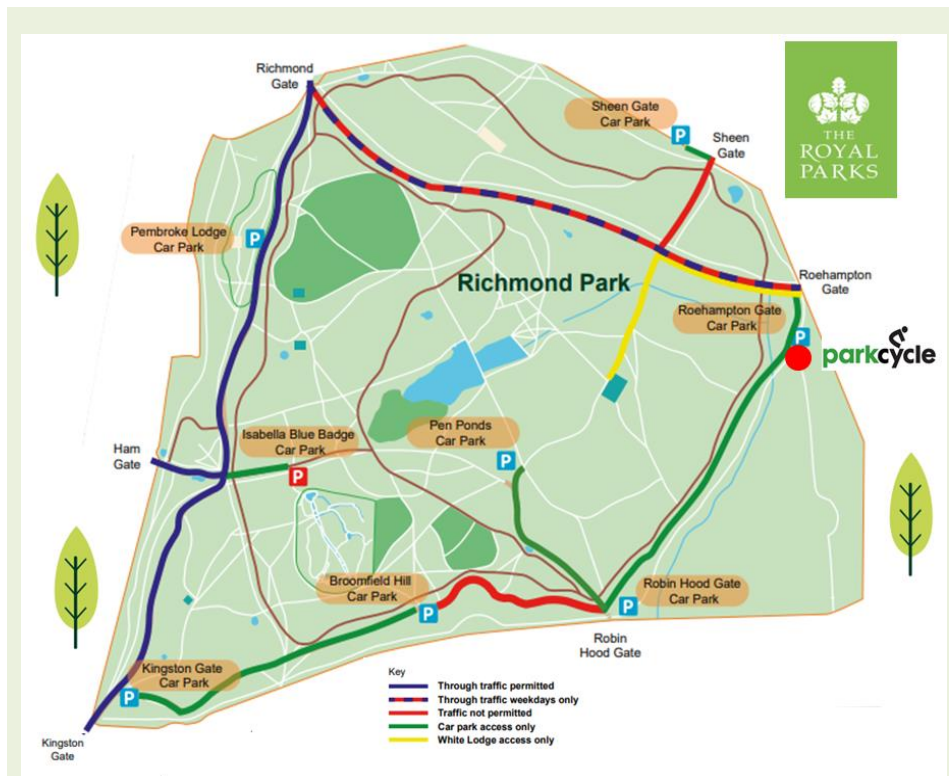 Richmond
Gate
Sheen Gate
Car Park
Sheen
Gate
THE
ROYAL
PARKS
Pembroke Lodge
Car Park
P
P
Richmond Park
Roehampton
Gate
Roehampton Gate
Car Park
P
parkcycle
Isabella Blue Badge
Car Park
Pen Ponds
Car Park
Ham
Gate
P
P
Broomfield Hill
Car Park
P
Robin Hood Gate
Car Park
P
Robin
Hood Gate
Kingston Gate
Car Park
P
Kingston
Gate
Key
Through traffic permitted
Through traffic weekdays only
Traffic not permitted
Car park access only
White Lodge access only